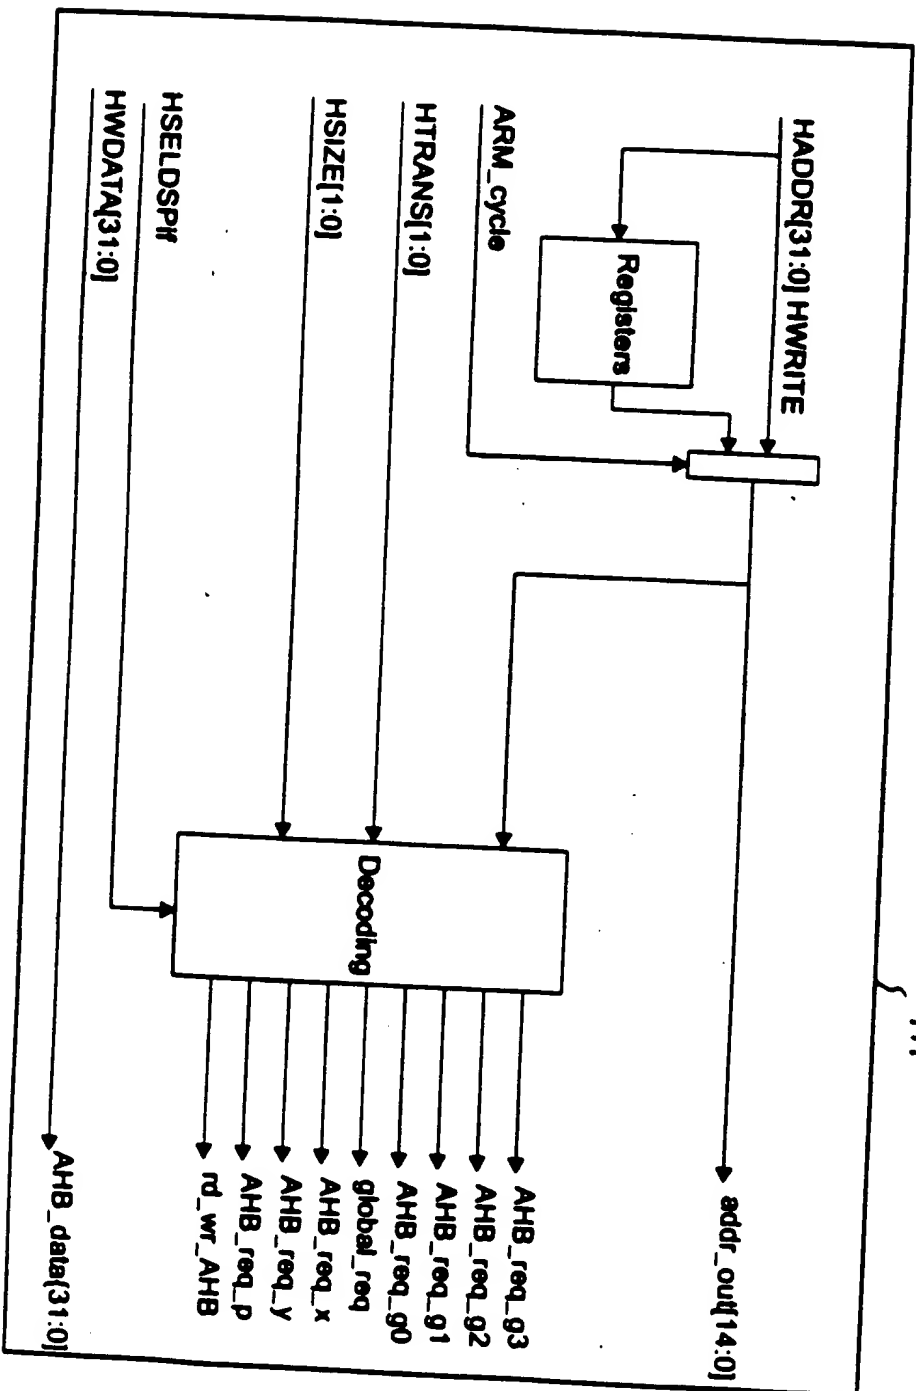 HADDR[31:0] HWRITE
Registers
ARM_cycle
HTRANS[1:0]
HSIZE[1:0]
HSELDSPIf
HWDATA[31:0]
Decoding
addr_out[14:0]
AHB_req_g3
AHB_req_g2
AHB_req_g1
AHB_req_g0
global_req
AHB_req_x
AHB_req_y
AHB_req_p
rd_wr_AHB
AHB_data[31:0]